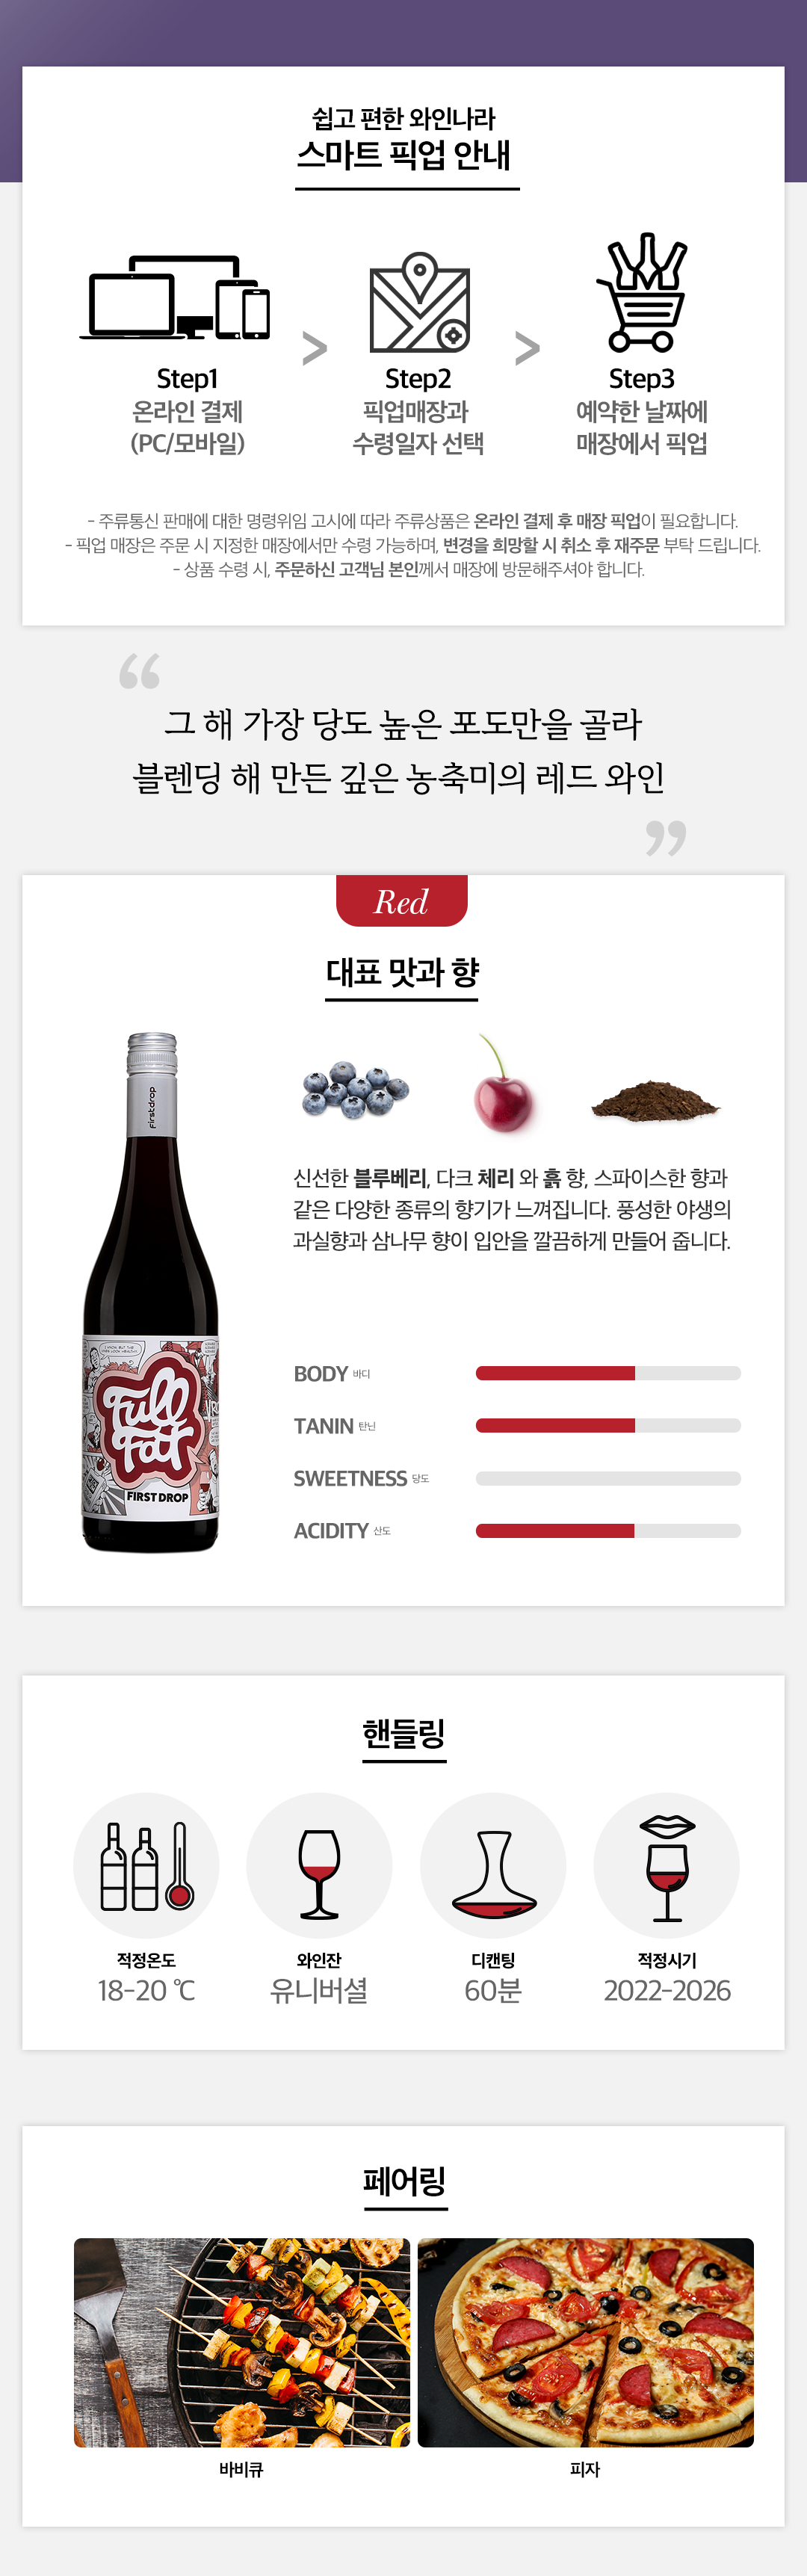 쉽고 편한 와인나라
스마트 픽업 안내
Step1
온라인 결제
(PC/모바일)
>
Step2
픽업매장과
수령일자 선택
>
Step3
예약한 날짜에
매장에서 픽업
- 주류통신 판매에 대한 명령위임 고시에 따라 주류상품은 온라인 결제 후 매장 픽업이 필요합니다.
- 픽업 매장은 주문 시 지정한 매장에서만 수령 가능하며, 변경을 희망할 시 취소 후 재주문 부탁 드립니다.
- 상품 수령 시, 주문하신 고객님 본인께서 매장에 방문해주셔야 합니다.
“
그 해 가장 당도 높은 포도만을 골라
블렌딩 해 만든 깊은 농축미의 레드 와인
”
Red
대표 맛과 향
firstdrop
신선한 블루베리, 다크 체리 와 흙 향, 스파이스한 향과
같은 다양한 종류의 향기가 느껴집니다. 풍성한 야생의
과실향과 삼나무 향이 입안을 깔끔하게 만들어 줍니다.
Full
Fat
FIRST DROP
BODY 바디
TANIN 탄닌
SWEETNESS 당도
ACIDITY 산도
핸들링
적정온도
18-20 ℃
와인잔
유니버셜
디캔팅
60분
적정시기
2022-2026
페어링
바비큐
피자